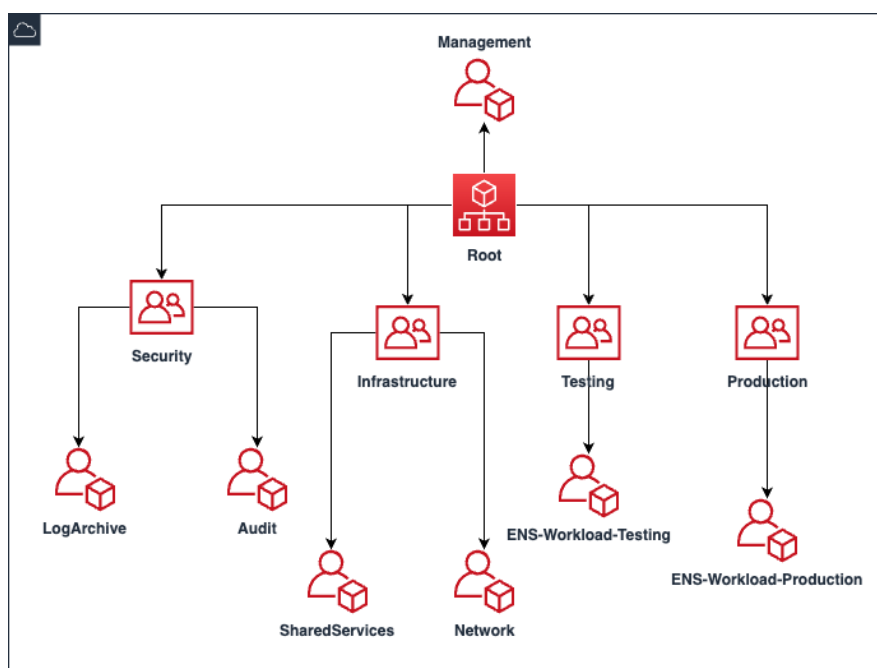 Management
Root
Security
Infrastructure
Testing
Production
LogArchive
Audit
ENS-Workload-Testing
ENS-Workload-Production
SharedServices
Network